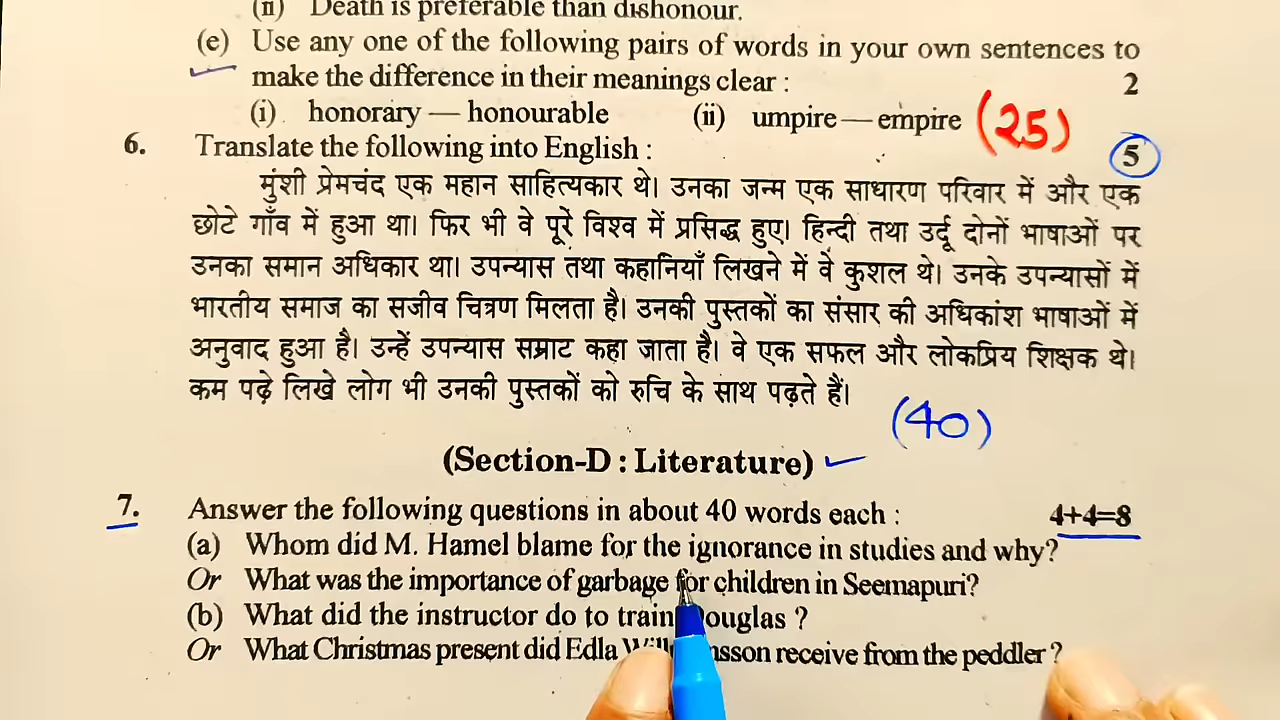 (ii) Death is preferable than dishonour.
(e) Use any one of the following pairs of words in your own sentences to
make the difference in their meanings clear : 2
(i) honorary — honourable (ii) umpire — empire (25)
6. Translate the following into English : 5
मुंशी प्रेमचंद एक महान साहित्यकार थे। उनका जन्म एक साधारण परिवार में और एक
छोटे गाँव में हुआ था। फिर भी वे पूरे विश्व में प्रसिद्ध हुए। हिन्दी तथा उर्दू दोनों भाषाओं पर
उनका समान अधिकार था। उपन्यास तथा कहानियाँ लिखने में वे कुशल थे। उनके उपन्यासों में
भारतीय समाज का सजीव चित्रण मिलता है। उनकी पुस्तकों का संसार की अधिकांश भाषाओं में
अनुवाद हुआ है। उन्हें उपन्यास सम्राट कहा जाता है। वे एक सफल और लोकप्रिय शिक्षक थे।
कम पढ़े लिखे लोग भी उनकी पुस्तकों को रुचि के साथ पढ़ते हैं।
(40)
(Section-D : Literature)
7. Answer the following questions in about 40 words each : 4+4=8
(a) Whom did M. Hamel blame for the ignorance in studies and why?
Or What was the importance of garbage for children in Seemapuri?
(b) What did the instructor do to train Douglas ?
Or What Christmas present did Edla receive from the peddler ?